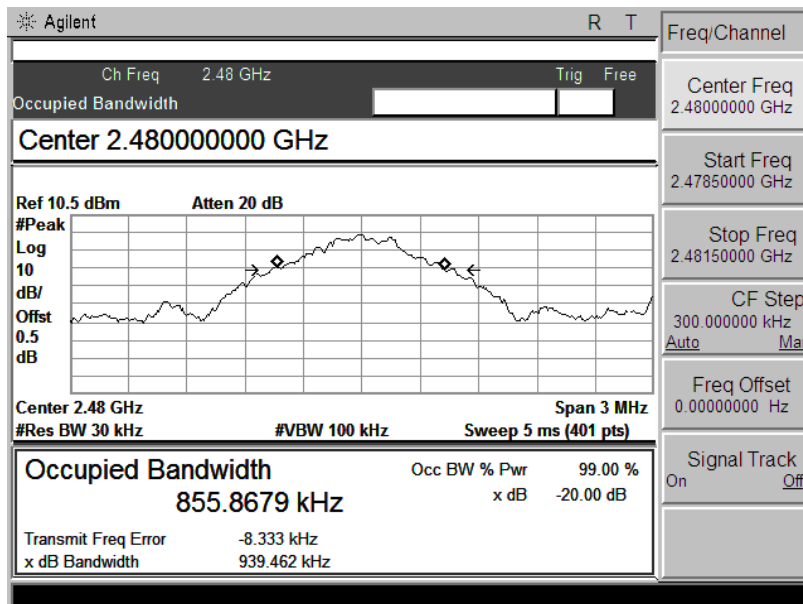 Agilent R T
Ch Freq 2.48 GHz Trig Free
Occupied Bandwidth
Center 2.480000000 GHz
Ref 10.5 dBm Atten 20 dB
#Peak
Log
10
dB/
Offst
0.5
dB
Center 2.48 GHz Span 3 MHz
#Res BW 30 kHz #VBW 100 kHz Sweep 5 ms (401 pts)
Occupied Bandwidth Occ BW % Pwr 99.00 %
855.8679 kHz x dB -20.00 dB
Transmit Freq Error -8.333 kHz
x dB Bandwidth 939.462 kHz
Freq/Channel
Center Freq
2.48000000 GHz
Start Freq
2.47850000 GHz
Stop Freq
2.48150000 GHz
CF Step
300.000000 kHz
Auto Ma
Freq Offset
0.00000000 Hz
Signal Track
On Off